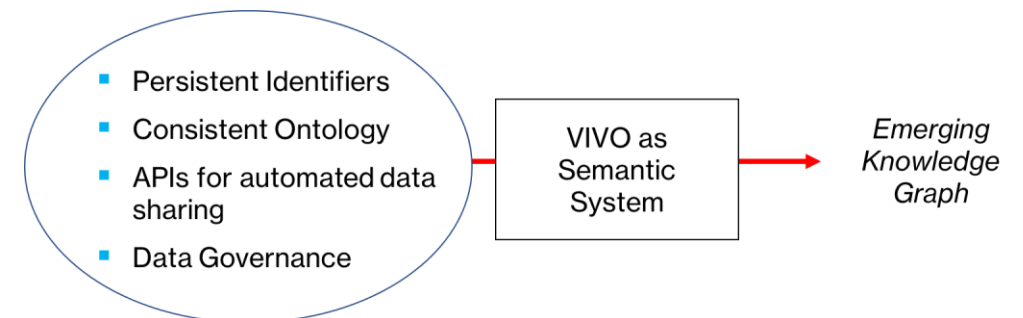 Persistent Identifiers
Consistent Ontology
APIs for automated data
sharing
Data Governance
VIVO as
Semantic
System
Emerging
Knowledge
Graph